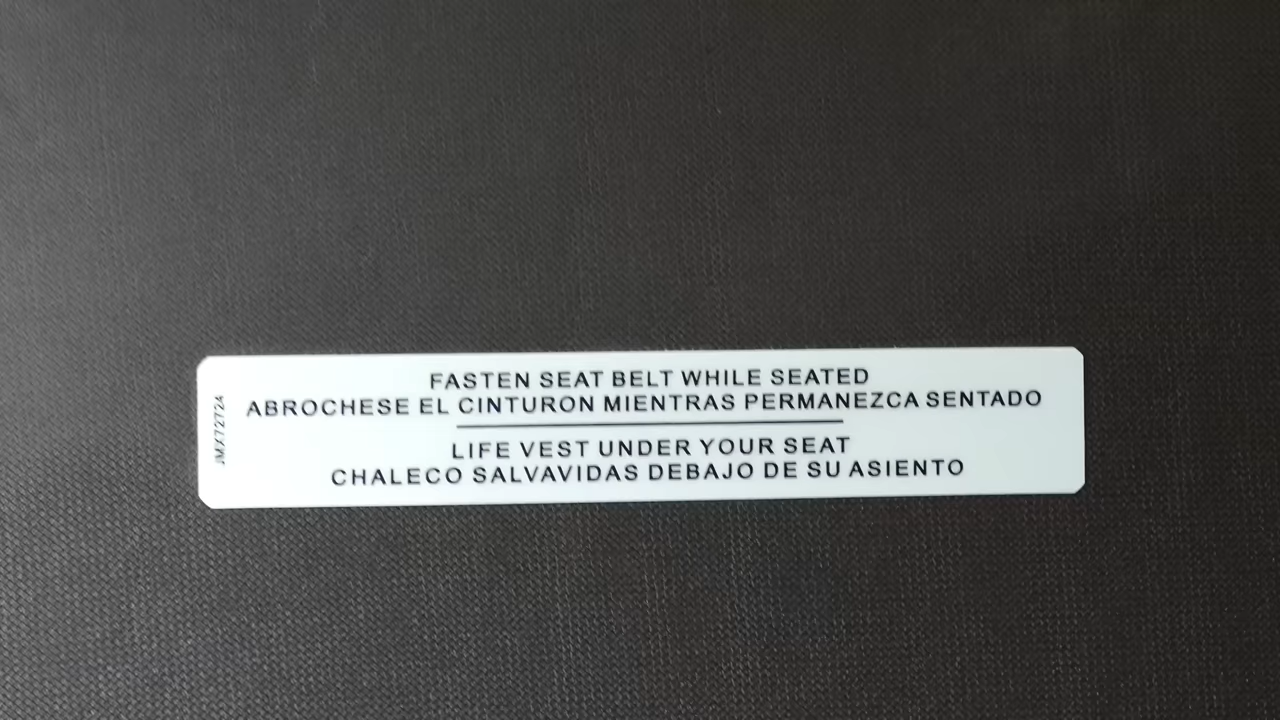 FASTEN SEAT BELT WHILE SEATED
ABROCHESE EL CINTURON MIENTRAS PERMANEZCA SENTADO
LIFE VEST UNDER YOUR SEAT
CHALECO SALVAVIDAS DEBAJO DE SU ASIENTO
JMX72724